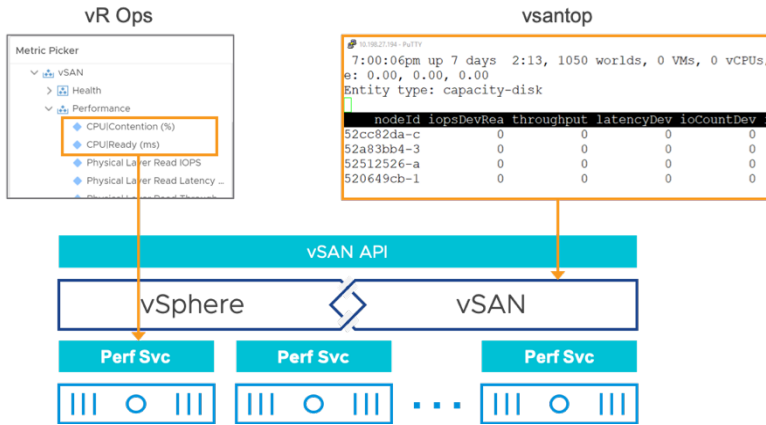 vR Ops
vsantop
Metric Picker
vSAN
Health
Performance
CPU|Contention (%)
CPU|Ready (ms)
Physical Layer Read IOPS
Physical Layer Read Latency ...
10.198.27.194 - PuTTY
7:00:06pm up 7 days 2:13, 1050 worlds, 0 VMs, 0 vCPUs,
e: 0.00, 0.00, 0.00
Entity type: capacity-disk
nodeId iopsDevRea throughput latencyDev ioCountDev
52cc82da-c 0 0 0 0
52a83bb4-3 0 0 0 0
52512526-a 0 0 0 0
520649cb-1 0 0 0 0
vSAN API
vSphere
vSAN
Perf Svc
Perf Svc
Perf Svc